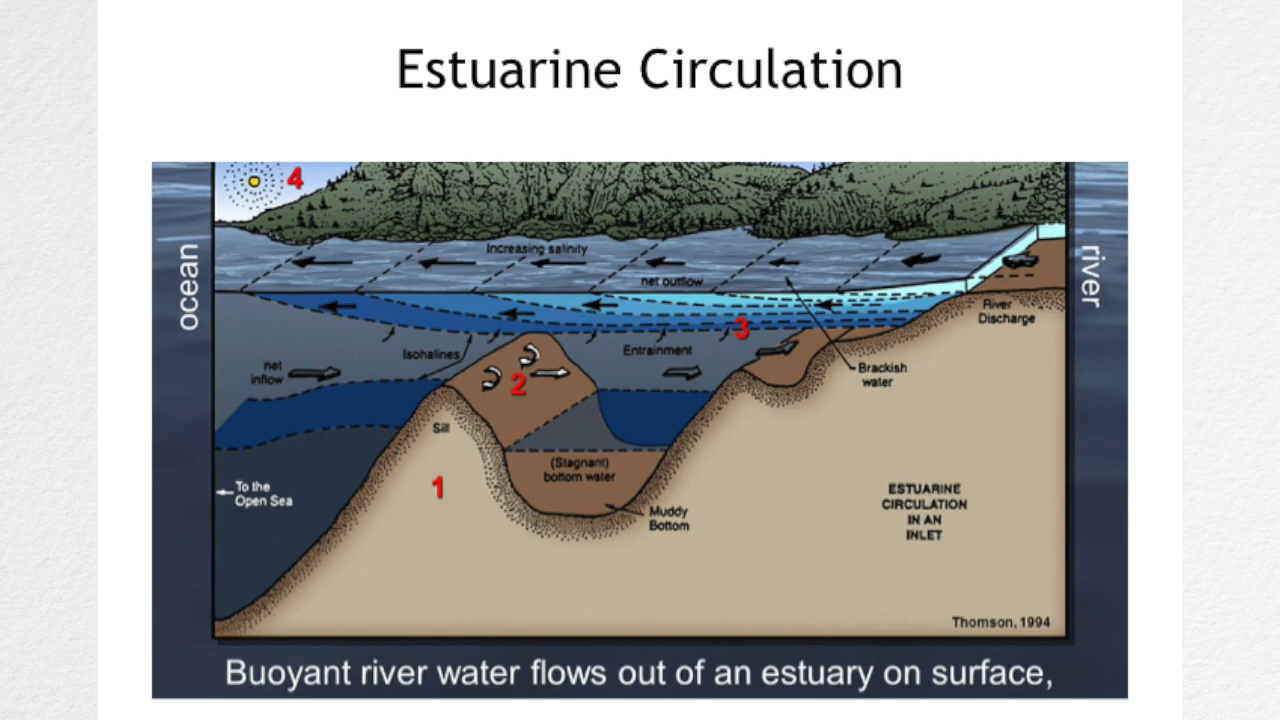 Estuarine Circulation
4
ocean
river
Increasing salinity
net outflow
River
Discharge
3
Isohalines
Entrainment
net
inflow
Brackish
water
2
Sill
(Stagnant)
bottom water
1
To the
Open Sea
Muddy
Bottom
ESTUARINE
CIRCULATION
IN AN
INLET
Thomson, 1994
Buoyant river water flows out of an estuary on surface,